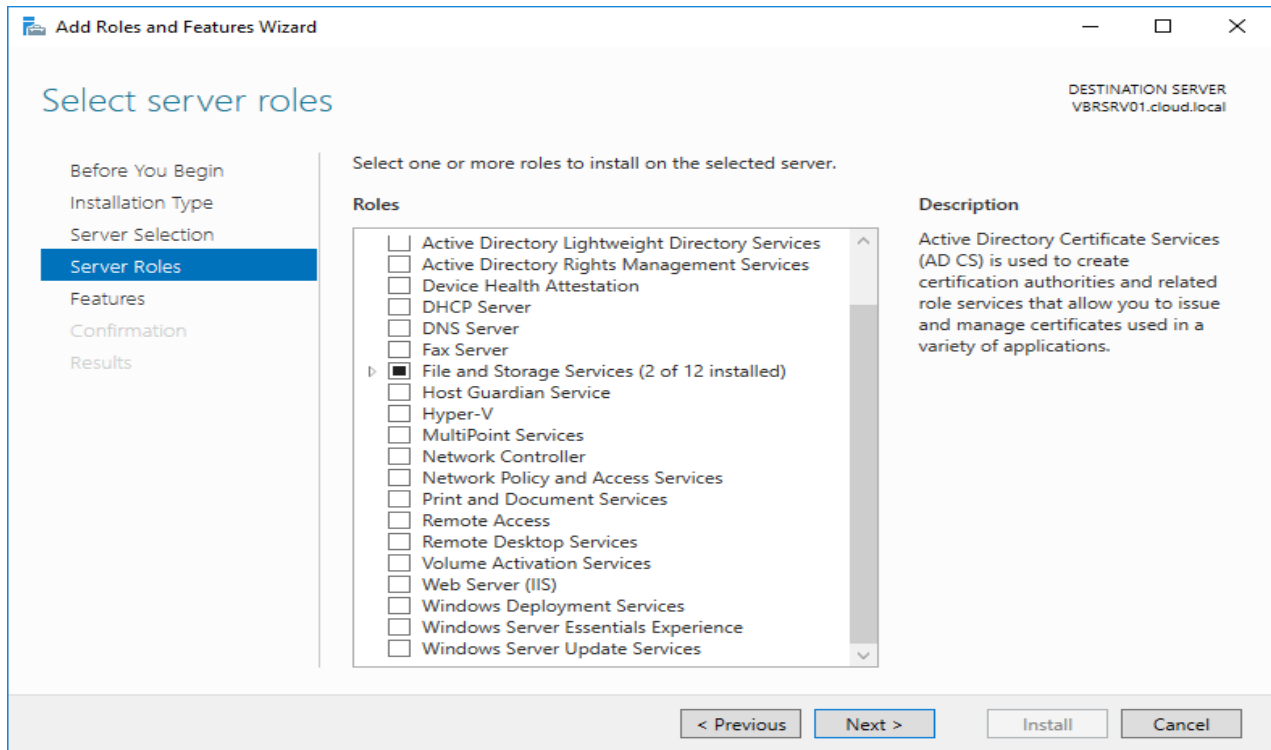 Add Roles and Features Wizard
Select server roles
DESTINATION SERVER
VBRSRV01.cloud.local
Before You Begin
Installation Type
Server Selection
Server Roles
Features
Confirmation
Results
Select one or more roles to install on the selected server.
Roles
Active Directory Lightweight Directory Services
Active Directory Rights Management Services
Device Health Attestation
DHCP Server
DNS Server
Fax Server
File and Storage Services (2 of 12 installed)
Host Guardian Service
Hyper-V
MultiPoint Services
Network Controller
Network Policy and Access Services
Print and Document Services
Remote Access
Remote Desktop Services
Volume Activation Services
Web Server (IIS)
Windows Deployment Services
Windows Server Essentials Experience
Windows Server Update Services
Description
Active Directory Certificate Services
(AD CS) is used to create
certification authorities and related
role services that allow you to issue
and manage certificates used in a
variety of applications.
< Previous
Next >
Install
Cancel